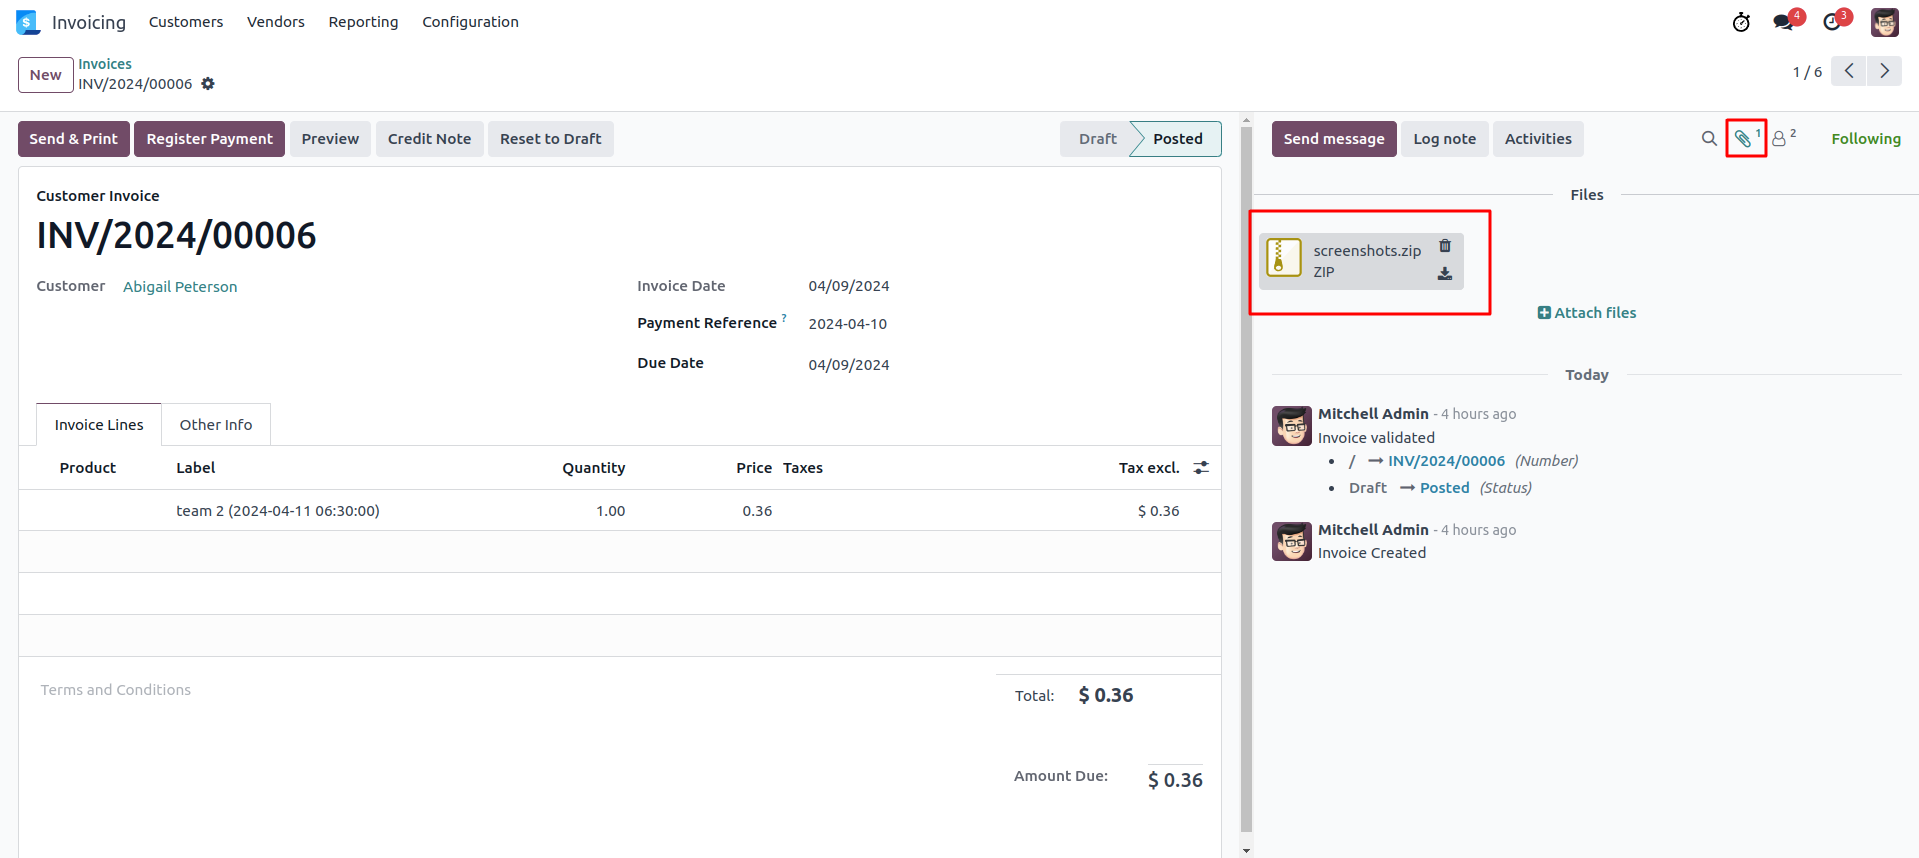 Invoicing Customers Vendors Reporting Configuration 4 3
New Invoices
INV/2024/00006
1 / 6
Send & Print Register Payment Preview Credit Note Reset to Draft Draft Posted
Send message Log note Activities 1 2 Following
Customer Invoice
INV/2024/00006
Customer Abigail Peterson
Invoice Date 04/09/2024
Payment Reference ? 2024-04-10
Due Date 04/09/2024
Invoice Lines Other Info
Product Label Quantity Price Taxes Tax excl.
team 2 (2024-04-11 06:30:00) 1.00 0.36 $ 0.36
Terms and Conditions
Total: $ 0.36
Amount Due: $ 0.36
Files
screenshots.zip
ZIP
Attach files
Today
Mitchell Admin - 4 hours ago
Invoice validated
• / → INV/2024/00006 (Number)
• Draft → Posted (Status)
Mitchell Admin - 4 hours ago
Invoice Created